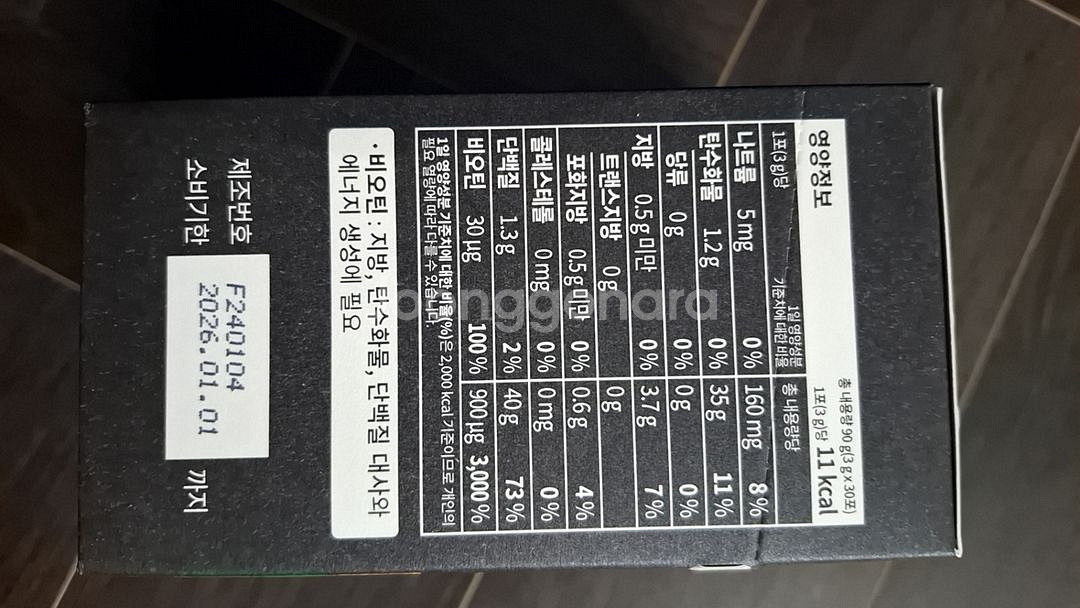 영양정보
총 내용량 90 g(3 g x 30포)
1포(3 g)당 11 kcal
1포(3 g)당 1일 영양성분 기준치에 대한 비율 총 내용량당
나트륨 5 mg 0 % 160 mg 8 %
탄수화물 1.2 g 0 % 35 g 11 %
당류 0 g 0 % 0 g 0 %
지방 0.5 g 미만 0 % 3.7 g 7 %
트랜스지방 0 g 0 g
포화지방 0.5 g 미만 0 % 0.6 g 4 %
콜레스테롤 0 mg 0 % 0 mg 0 %
단백질 1.3 g 2 % 40 g 73 %
비오틴 30 µg 100 % 900 µg 3,000 %
1일 영양성분 기준치에 대한 비율(%)은 2,000 kcal 기준이므로 개인의
필요 열량에 따라 다를 수 있습니다.
· 비오틴 : 지방, 탄수화물, 단백질 대사와
에너지 생성에 필요
제조번호 F240104
소비기한 2026.01.01 까지
bunggenara